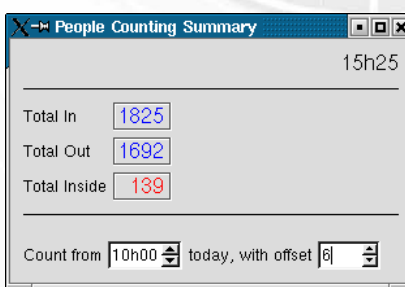 People Counting Summary
15h25
Total In 1825
Total Out 1692
Total Inside 139
Count from 10h00 today, with offset 6